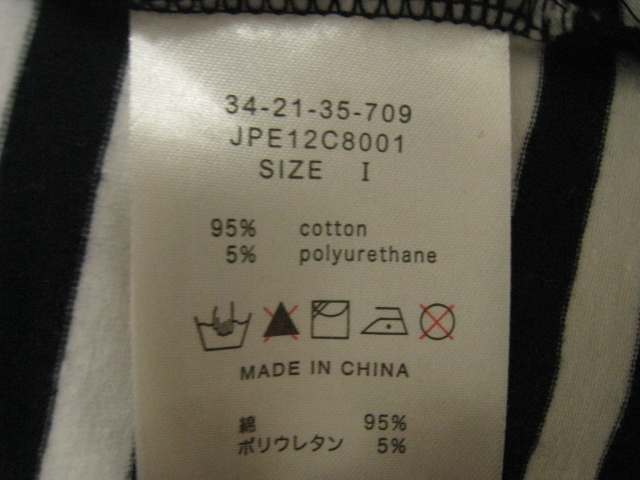 34-21-35-709
JPE12C8001
SIZE I
95% cotton
5% polyurethane
MADE IN CHINA
綿 95%
ポリウレタン 5%